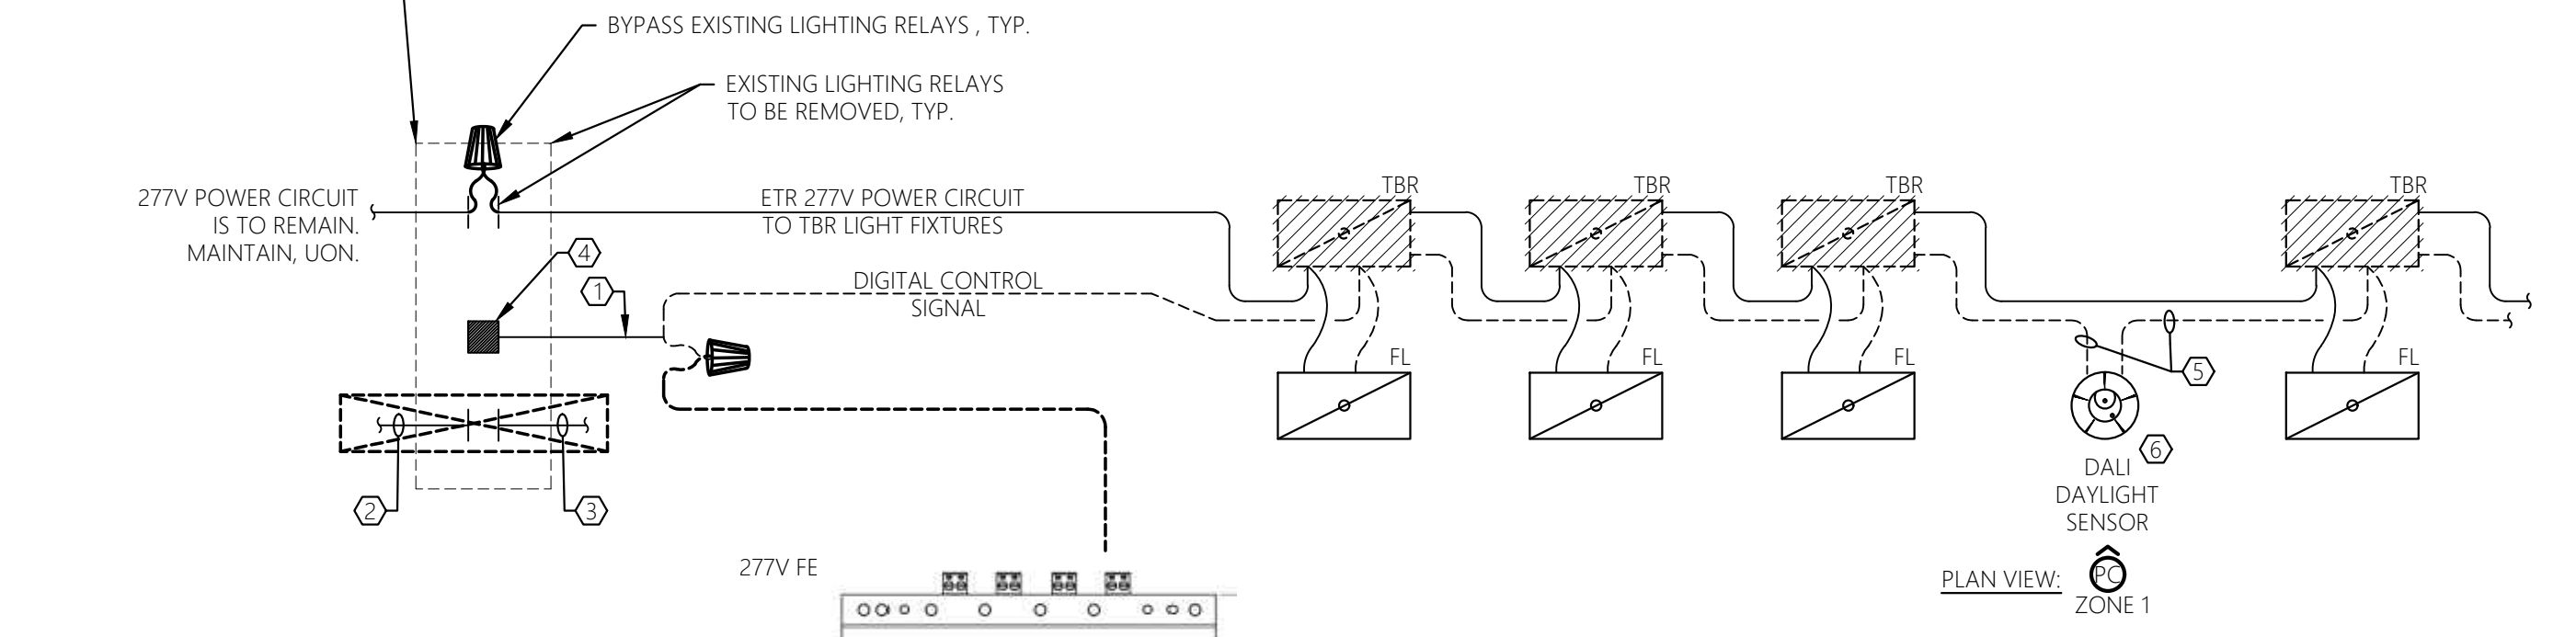 BYPASS EXISTING LIGHTING RELAYS , TYP.
EXISTING LIGHTING RELAYS
TO BE REMOVED, TYP.
277V POWER CIRCUIT
IS TO REMAIN.
MAINTAIN, UON.
ETR 277V POWER CIRCUIT
TO TBR LIGHT FIXTURES
TBR
TBR
TBR
TBR
4
1
DIGITAL CONTROL
SIGNAL
FL
FL
FL
FL
5
6
2
3
DALI
DAYLIGHT
SENSOR
277V FE
PLAN VIEW:
PC
ZONE 1